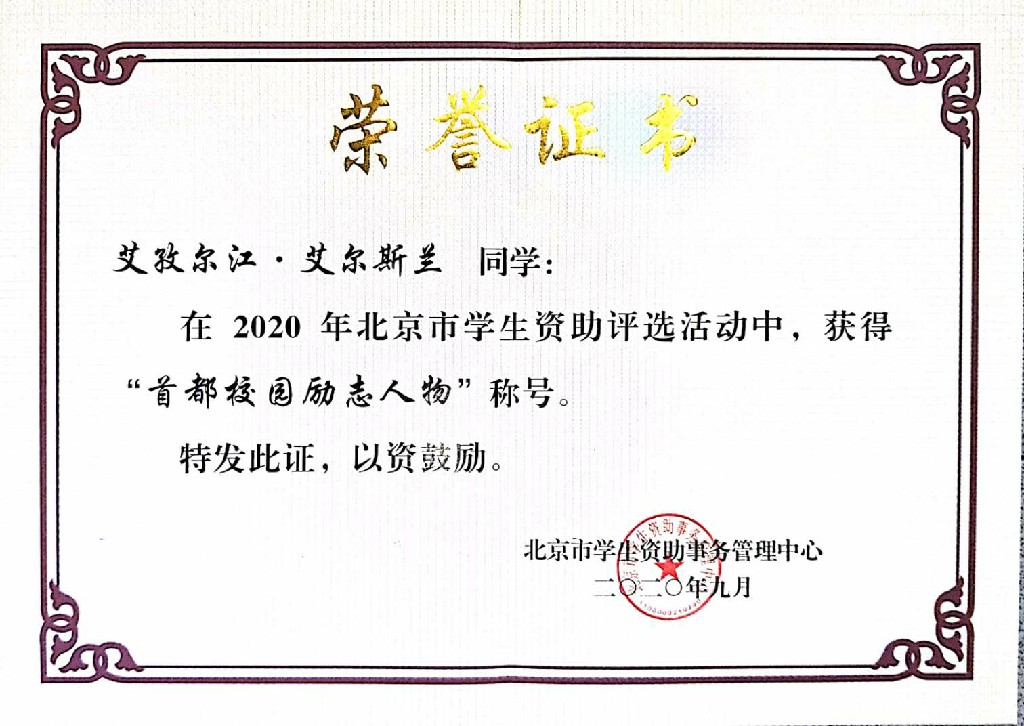 荣誉证书
艾孜尔江·艾尔斯兰 同学：
在 2020 年北京市学生资助评选活动中，获得
“首都校园励志人物”称号。
特发此证，以资鼓励。
北京市学生资助事务管理中心
二〇二〇年九月